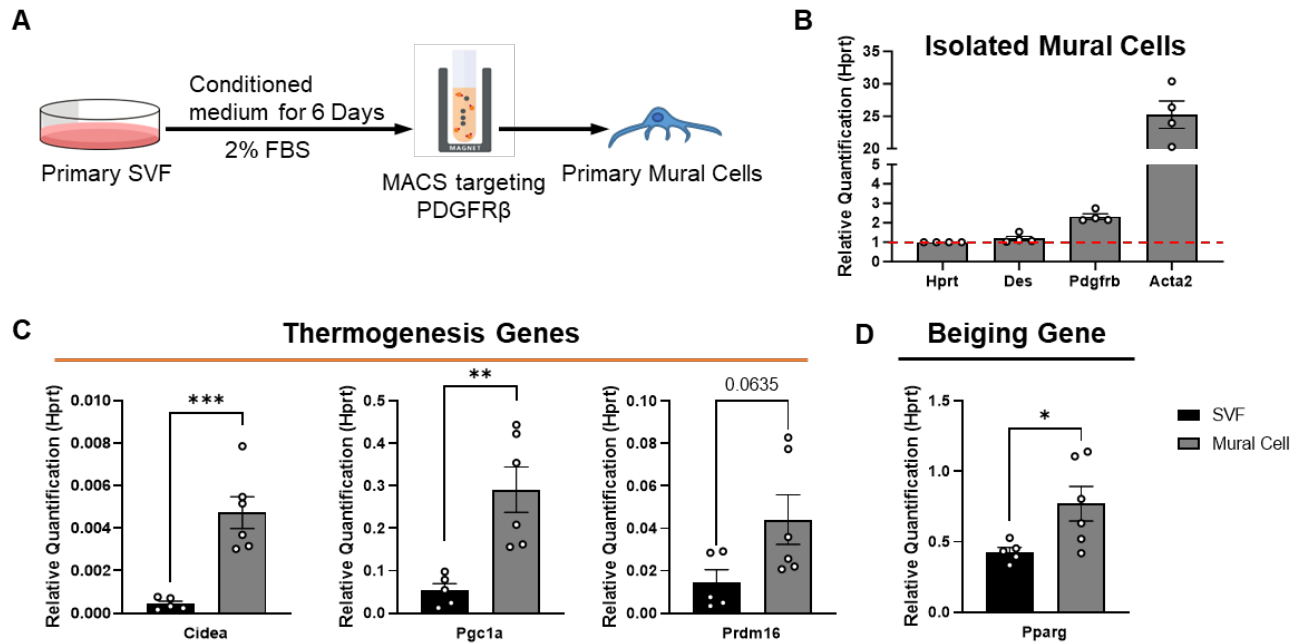 A
Conditioned
medium for 6 Days
2% FBS
Primary SVF
MAGNET
MACS targeting
PDGFRβ
Primary Mural Cells
B
Isolated Mural Cells
Relative Quantification (Hprt)
35
30
25
20
5
4
3
2
1
0
Hprt Des Pdgfrb Acta2
C
Thermogenesis Genes
Relative Quantification (Hprt)
0.010
0.008
0.006
0.004
0.002
0.000
***
Cidea
Relative Quantification (Hprt)
0.5
0.4
0.3
0.2
0.1
0.0
**
Pgc1a
Relative Quantification (Hprt)
0.10
0.08
0.06
0.04
0.02
0.00
0.0635
Prdm16
D
Beiging Gene
Relative Quantification (Hprt)
1.5
1.0
0.5
0.0
*
Pparg
SVF
Mural Cell